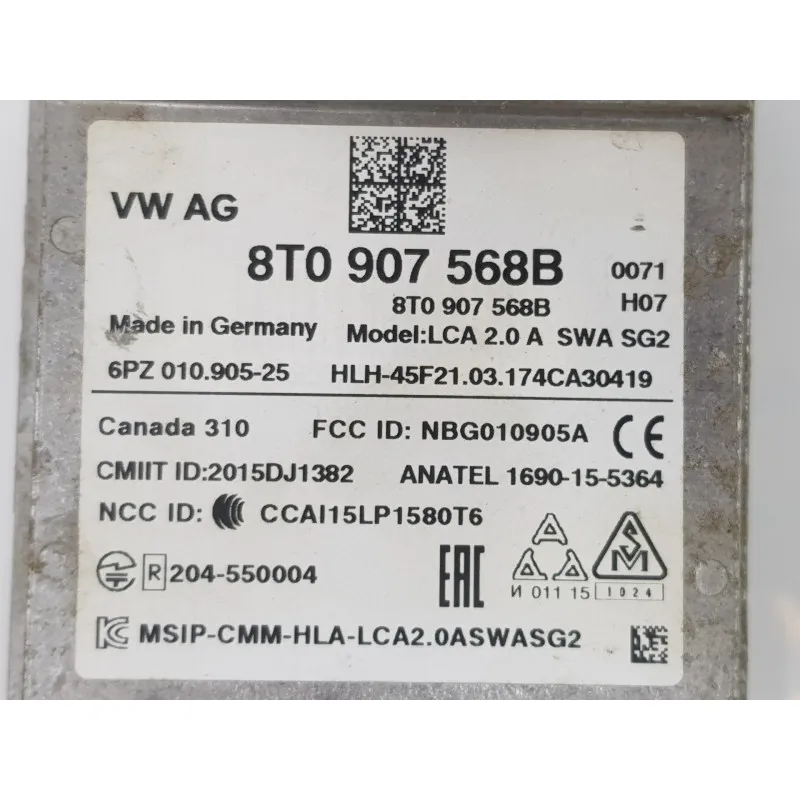 VW AG
8T0 907 568B 0071
8T0 907 568B H07
Made in Germany Model:LCA 2.0 A SWA SG2
6PZ 010.905-25 HLH-45F21.03.174CA30419
Canada 310 FCC ID: NBG010905A CE
CMIIT ID:2015DJ1382 ANATEL 1690-15-5364
NCC ID: CCAI15LP1580T6
R 204-550004 EAC И 011 15 SM 1024
KC MSIP-CMM-HLA-LCA2.0ASWASG2